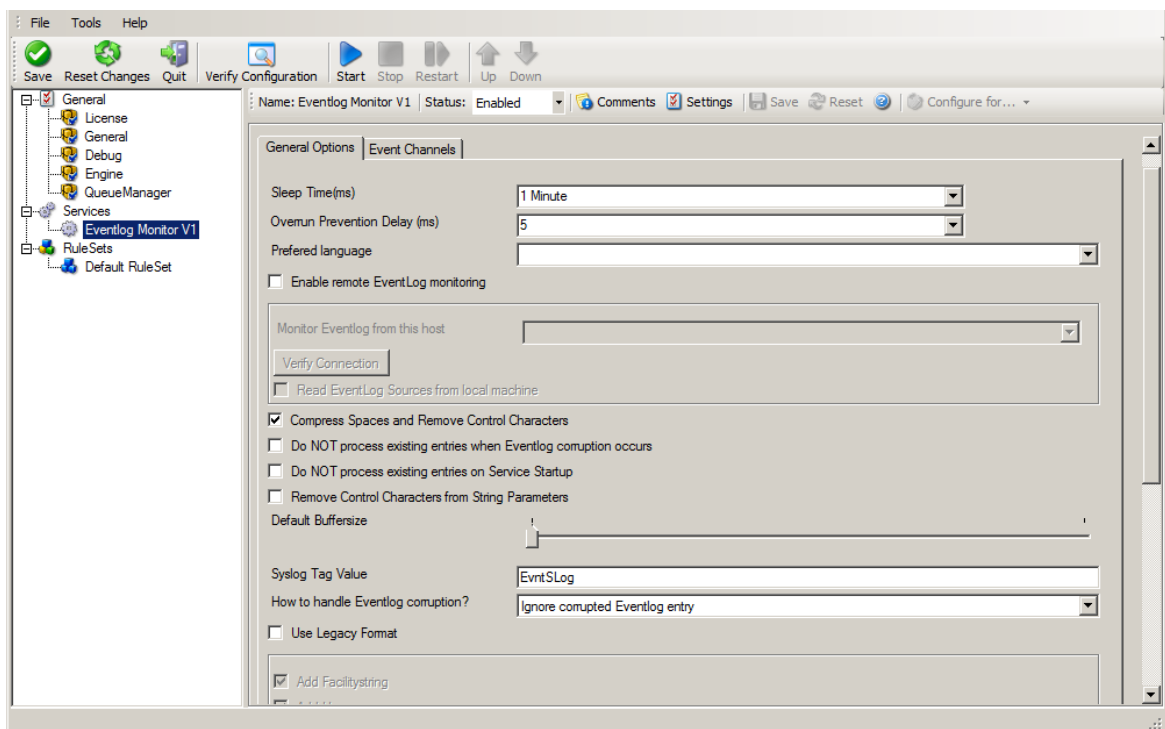 File Tools Help
Save Reset Changes Quit Verify Configuration Start Stop Restart Up Down
General
License
General
Debug
Engine
QueueManager
Services
Eventlog Monitor V1
RuleSets
Default RuleSet
Name: Eventlog Monitor V1 Status: Enabled Comments Settings Save Reset Configure for...
General Options Event Channels
Sleep Time(ms) 1 Minute
Overrun Prevention Delay (ms) 5
Prefered language
Enable remote EventLog monitoring
Monitor Eventlog from this host
Verify Connection
Read EventLog Sources from local machine
Compress Spaces and Remove Control Characters
Do NOT process existing entries when Eventlog corruption occurs
Do NOT process existing entries on Service Startup
Remove Control Characters from String Parameters
Default Buffersize
Syslog Tag Value EvntSLog
How to handle Eventlog corruption? Ignore corrupted Eventlog entry
Use Legacy Format
Add Facilitystring